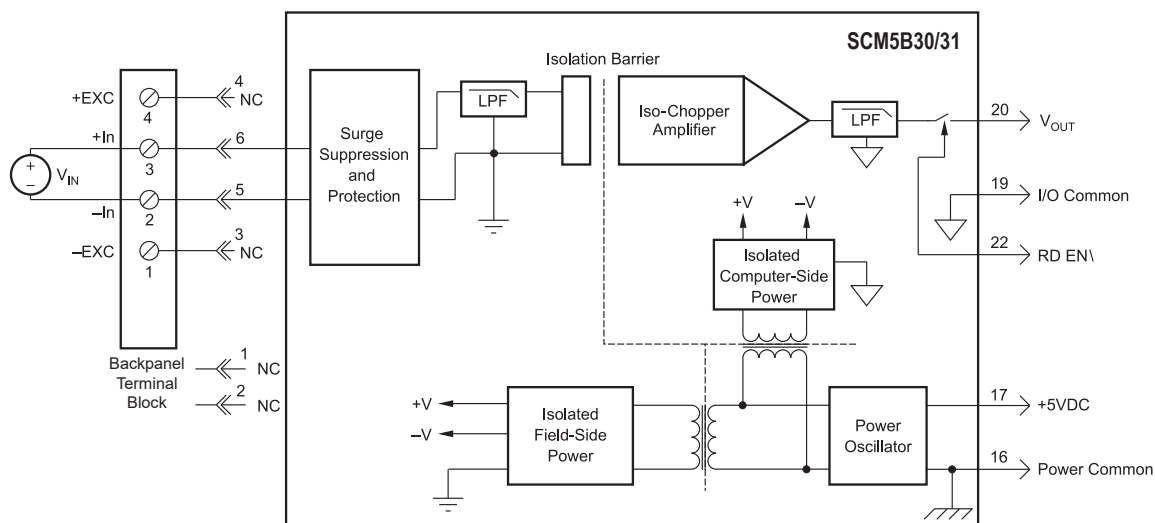 SCM5B30/31
Isolation Barrier
+EXC
4
4
NC
+In
3
6
+
–
VIN
–In
2
5
–EXC
1
3
NC
Backpanel
Terminal
Block
1
NC
2
NC
Surge
Suppression
and
Protection
LPF
Iso-Chopper
Amplifier
LPF
20
VOUT
19
I/O Common
22
RD EN\
+V
–V
Isolated
Computer-Side
Power
+V
–V
Isolated
Field-Side
Power
Power
Oscillator
17
+5VDC
16
Power Common